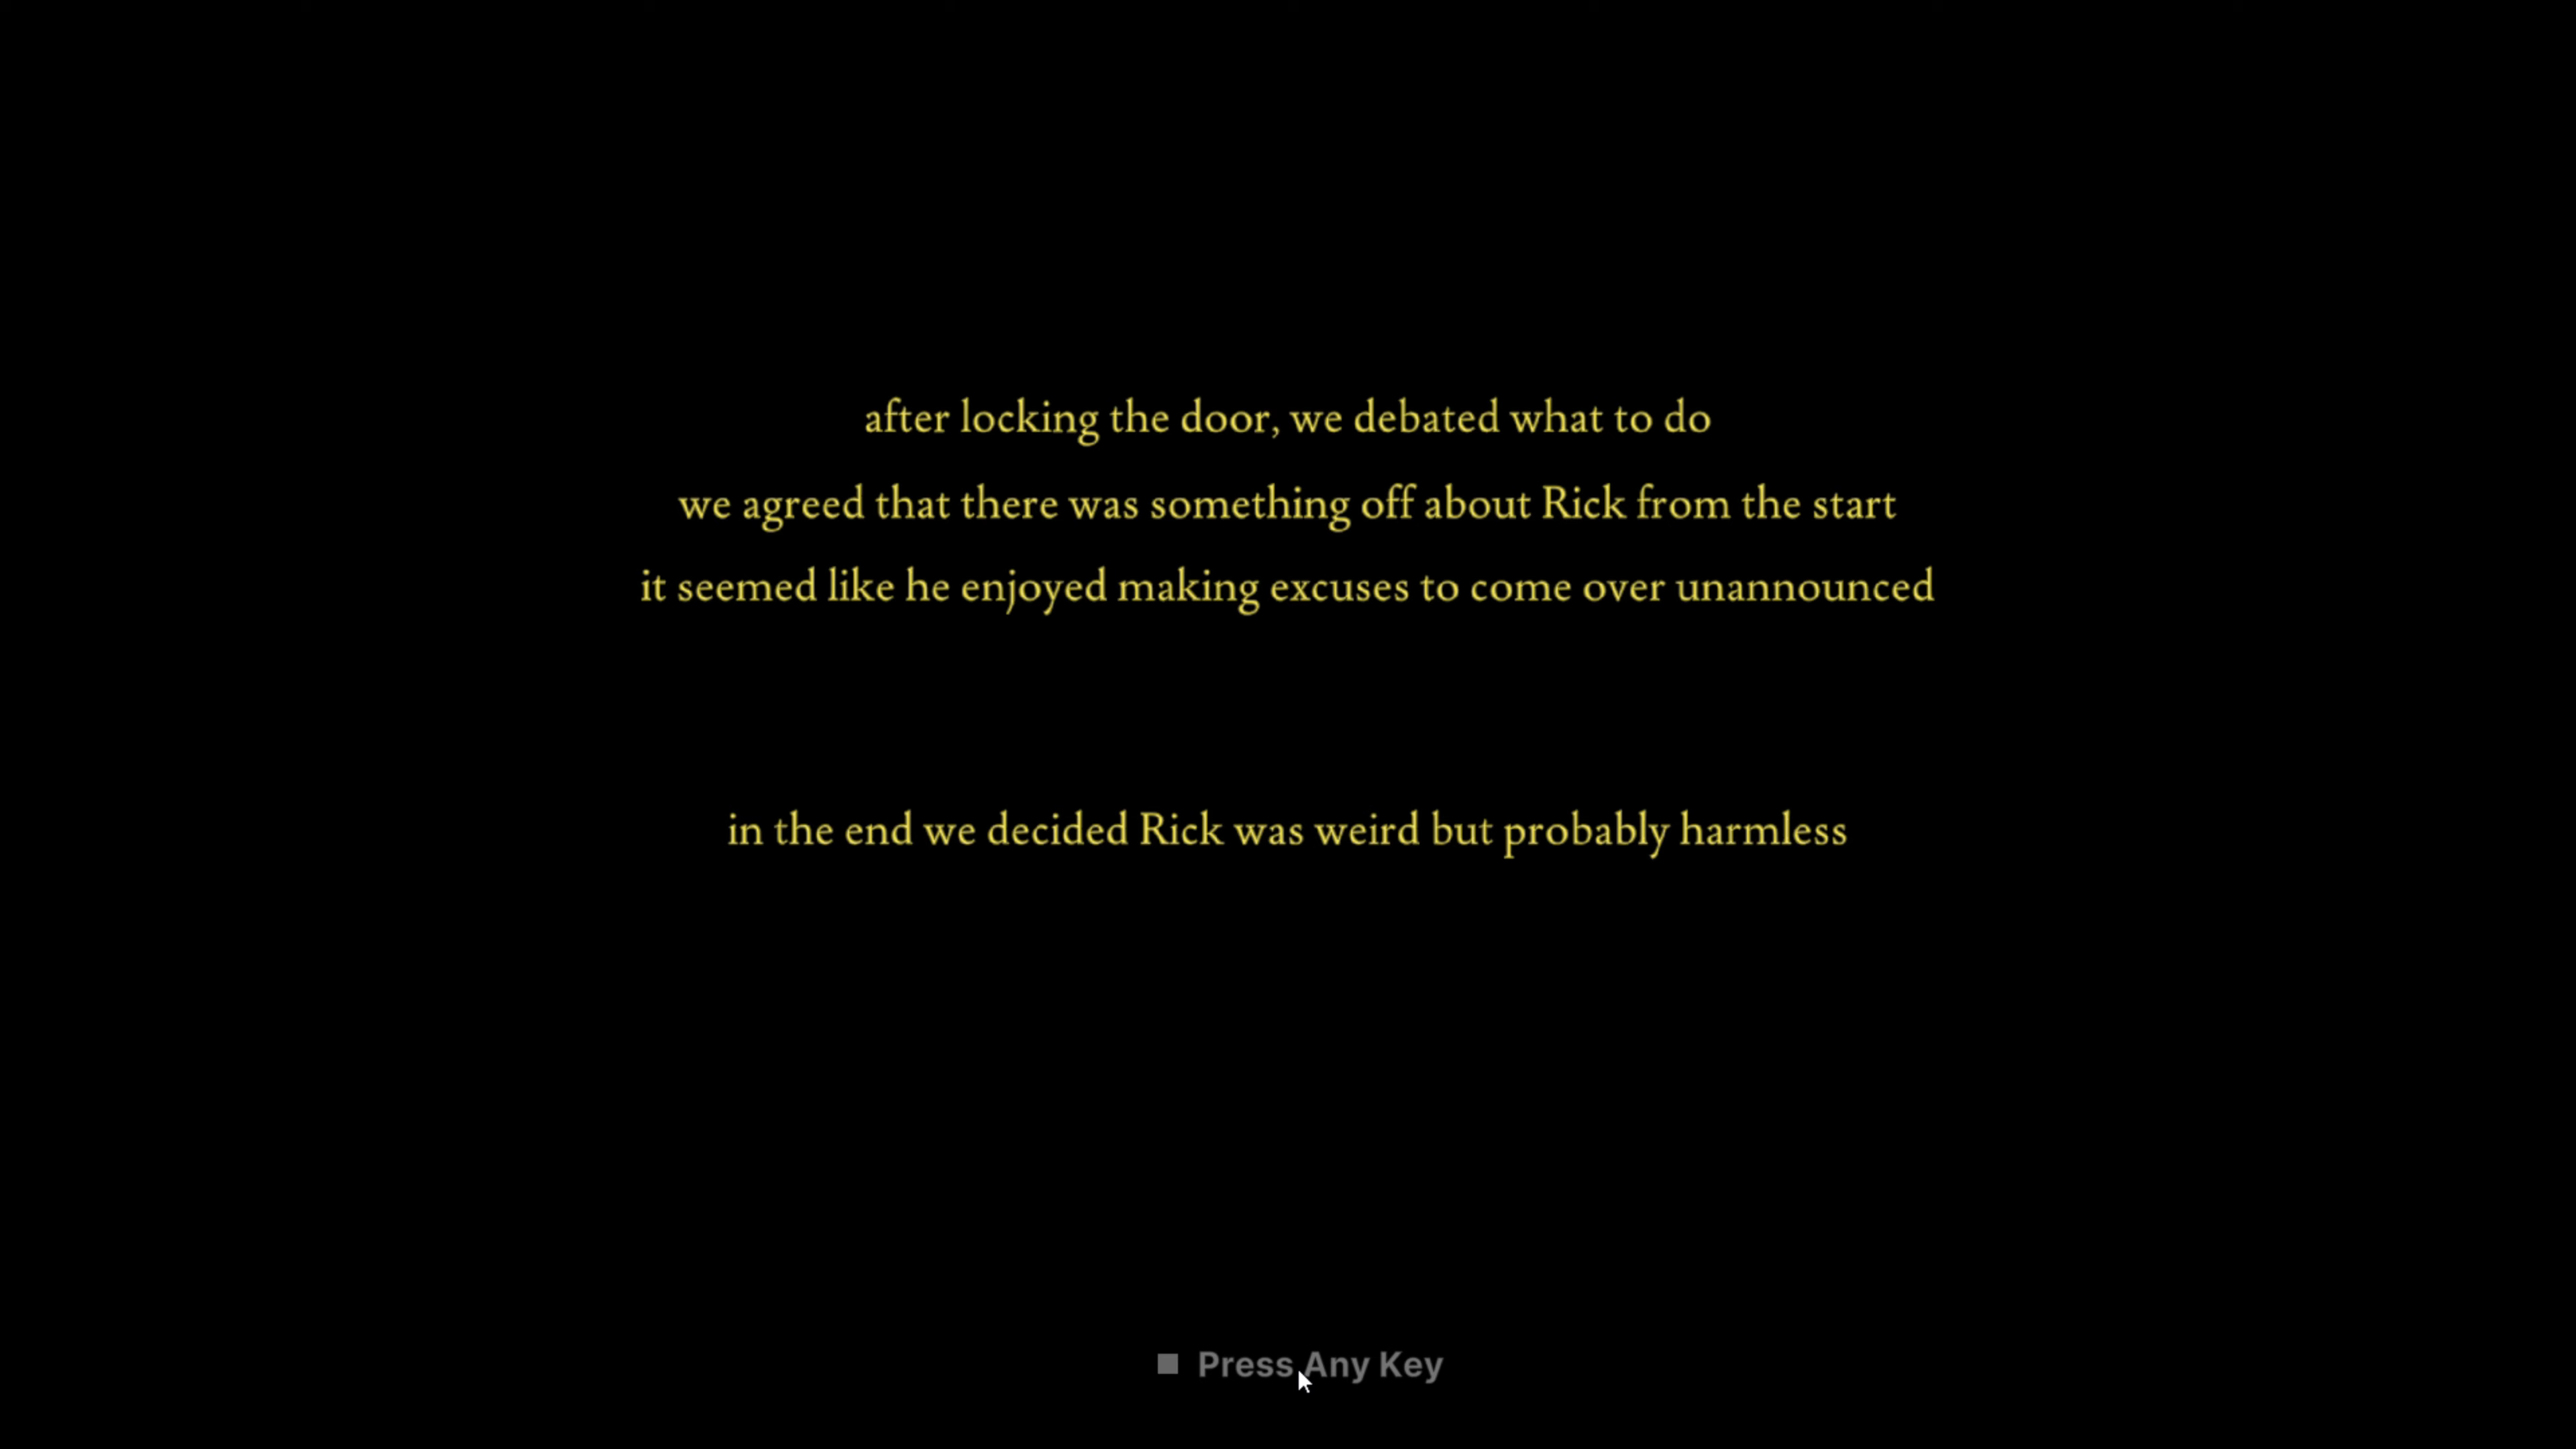 after locking the door, we debated what to do
we agreed that there was something off about Rick from the start
it seemed like he enjoyed making excuses to come over unannounced
in the end we decided Rick was weird but probably harmless
Press Any Key